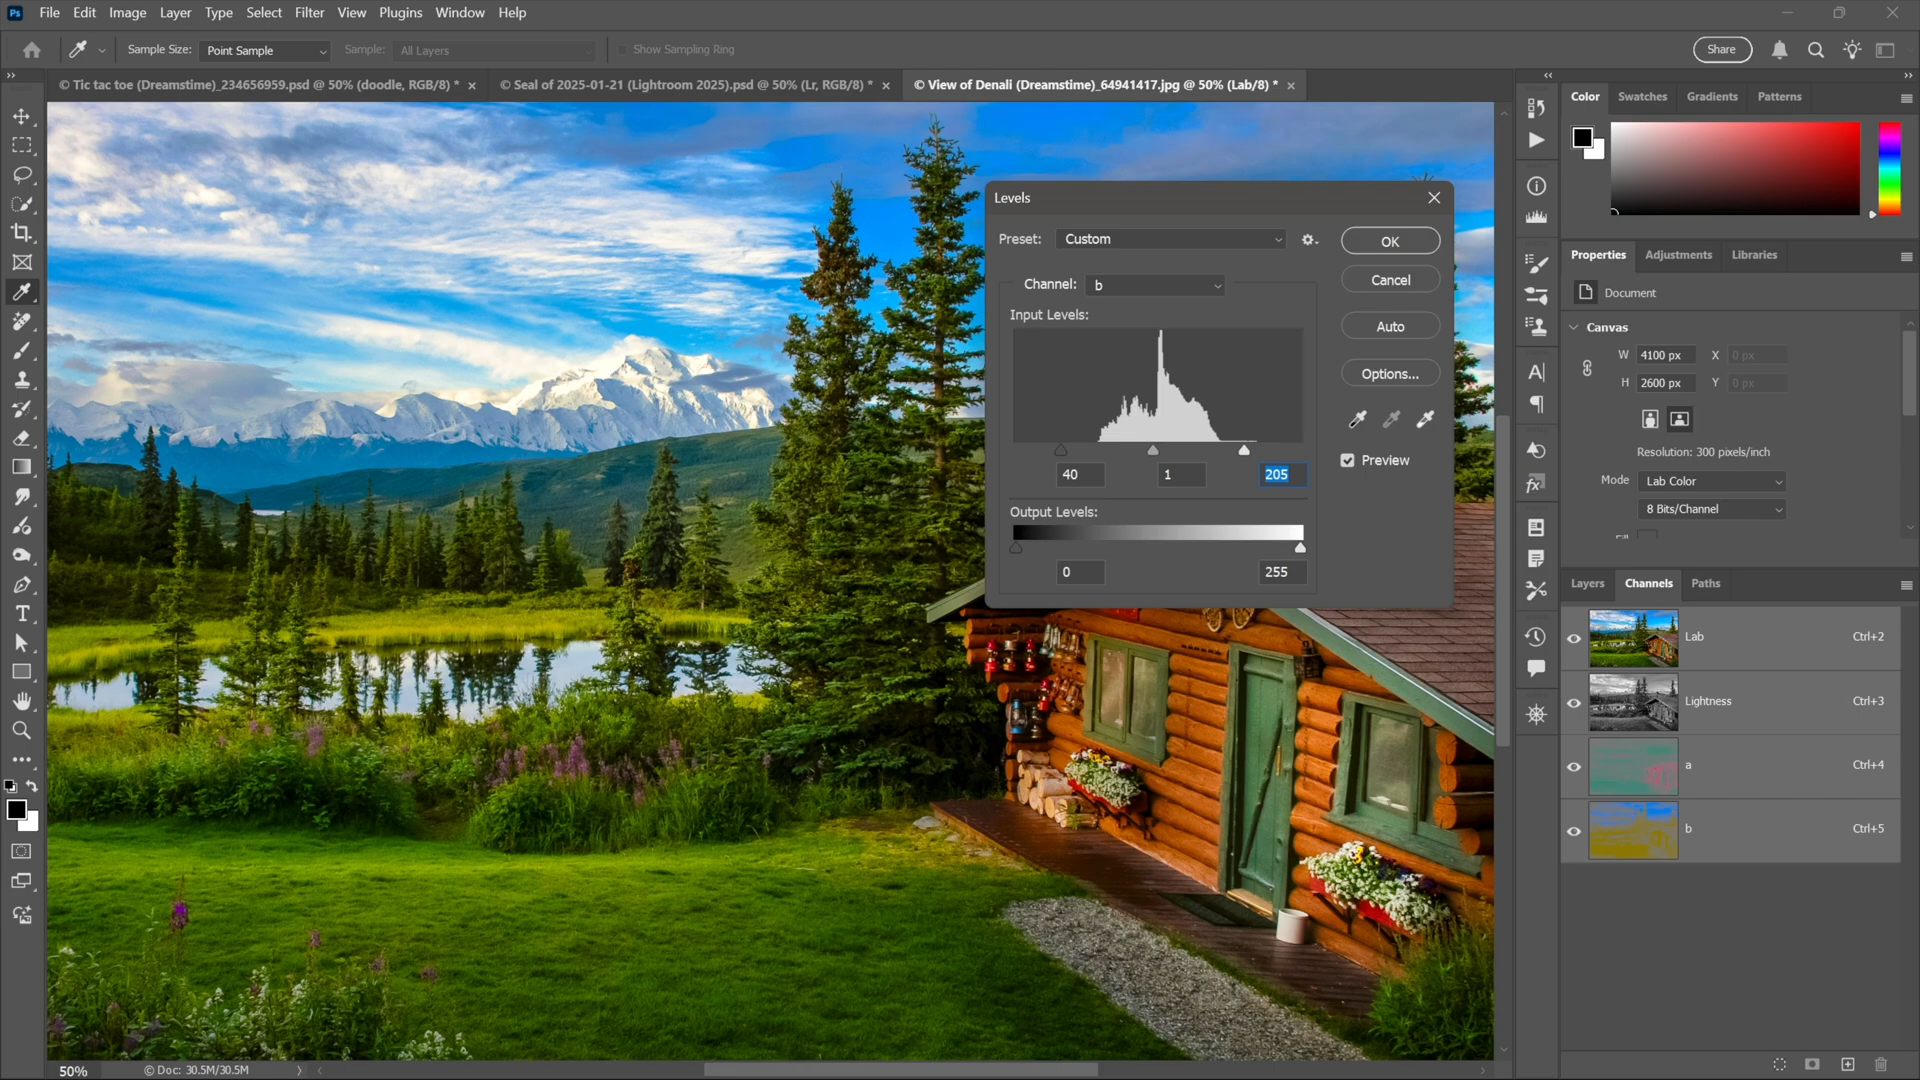 Ps File Edit Image Layer Type Select Filter View Plugins Window Help
Sample Size: Point Sample Sample: All Layers Show Sampling Ring Share
© Tic tac toe (Dreamstime)_234656959.psd @ 50% (doodle, RGB/8) *
© Seal of 2025-01-21 (Lightroom 2025).psd @ 50% (Lr, RGB/8) *
© View of Denali (Dreamstime)_64941417.jpg @ 50% (Lab/8) *
Levels
Preset: Custom
OK
Channel: b
Cancel
Input Levels:
Auto
Options...
40 1 205
Preview
Output Levels:
0 255
Color Swatches Gradients Patterns
Properties Adjustments Libraries
Document
Canvas
W 4100 px X 0 px
H 2600 px Y 0 px
Resolution: 300 pixels/inch
Mode Lab Color
8 Bits/Channel
Layers Channels Paths
Lab Ctrl+2
Lightness Ctrl+3
a Ctrl+4
b Ctrl+5
50% © Doc: 30.5M/30.5M